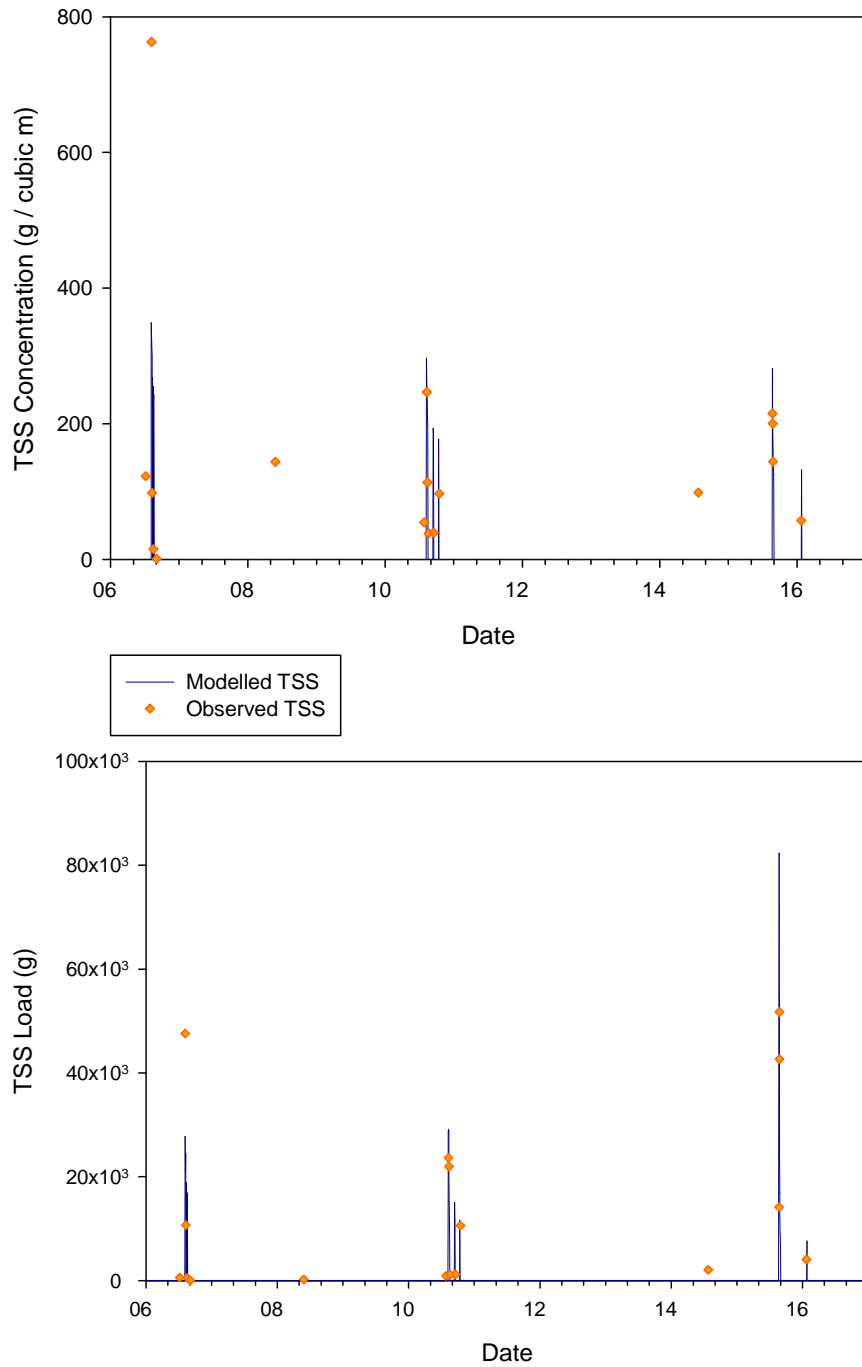 800
600
400
200
0
TSS Concentration (g / cubic m)
06 08 10 12 14 16
Date
Modelled TSS
Observed TSS
100x10³
80x10³
60x10³
40x10³
20x10³
0
TSS Load (g)
06 08 10 12 14 16
Date